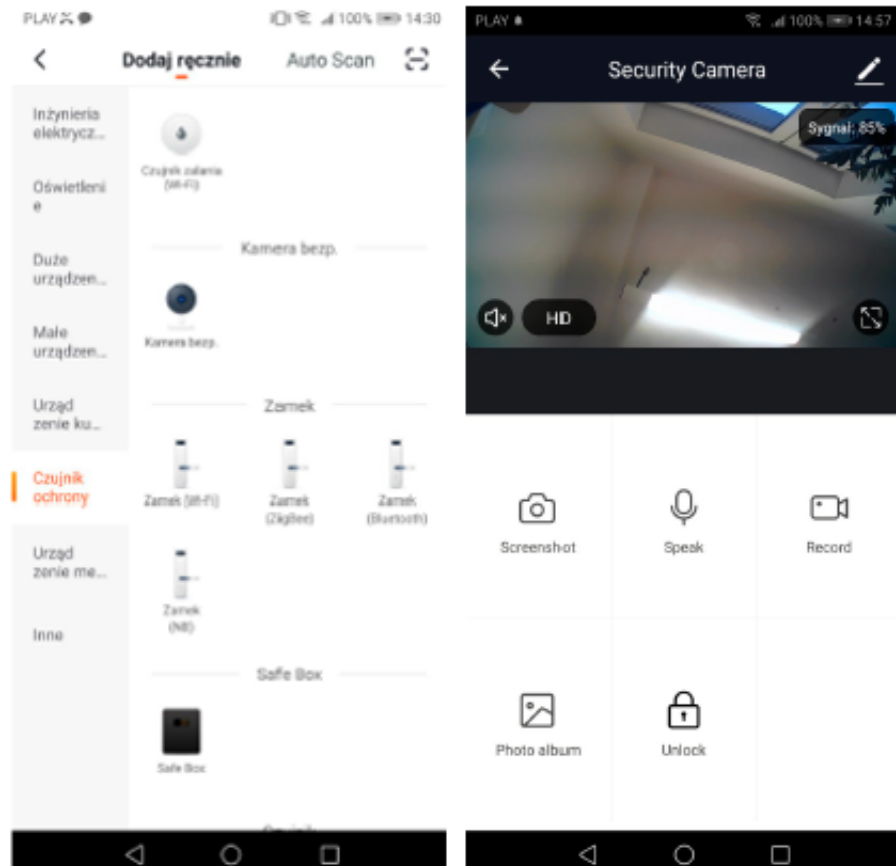 PLAY
100%
14:30
Dodaj ręcznie
Auto Scan
Inżynieria
elektrycz...
Oświetleni
e
Duże
urządzen...
Małe
urządzen...
Urząd
zenie ku...
Czujnik
ochrony
Urząd
zenie me...
Inne
Czujnik zalania
(Wi-Fi)
Kamera bezp.
Kamera bezp.
Zamek
Zamek (Wi-Fi)
Zamek
(ZigBee)
Zamek
(Bluetooth)
Zamek
(NB)
Safe Box
Safe Box
PLAY
100%
14:57
Security Camera
Sygnał: 85%
HD
Screenshot
Speak
Record
Photo album
Unlock